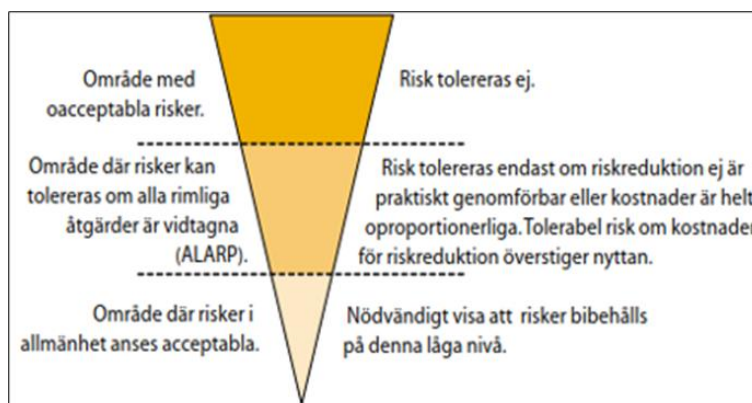 Område med
oacceptabla risker.
Risk tolereras ej.
Område där risker kan
tolereras om alla rimliga
åtgärder är vidtagna
(ALARP).
Risk tolereras endast om riskreduktion ej är
praktiskt genomförbar eller kostnader är helt
oproportionerliga. Tolerabel risk om kostnader
för riskreduktion överstiger nyttan.
Område där risker i
allmänhet anses acceptabla.
Nödvändigt visa att risker bibehålls
på denna låga nivå.